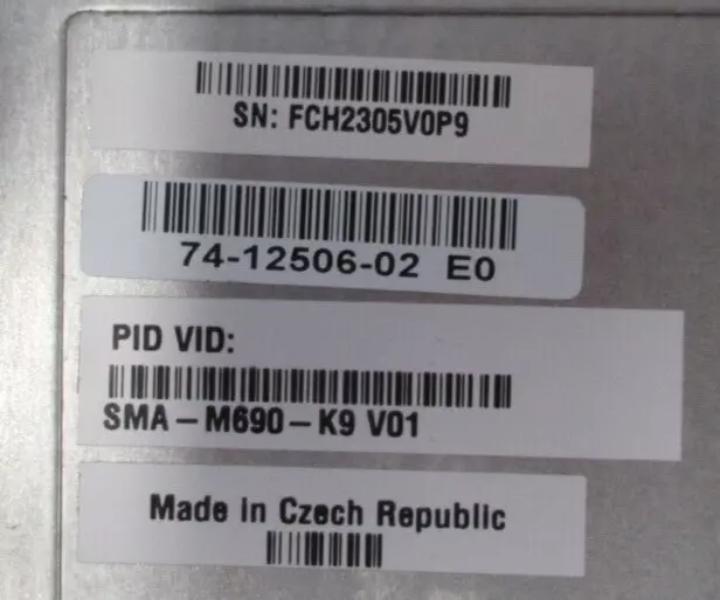 SN: FCH2305V0P9
74-12506-02 E0
PID VID:
SMA-M690-K9 V01
Made in Czech Republic